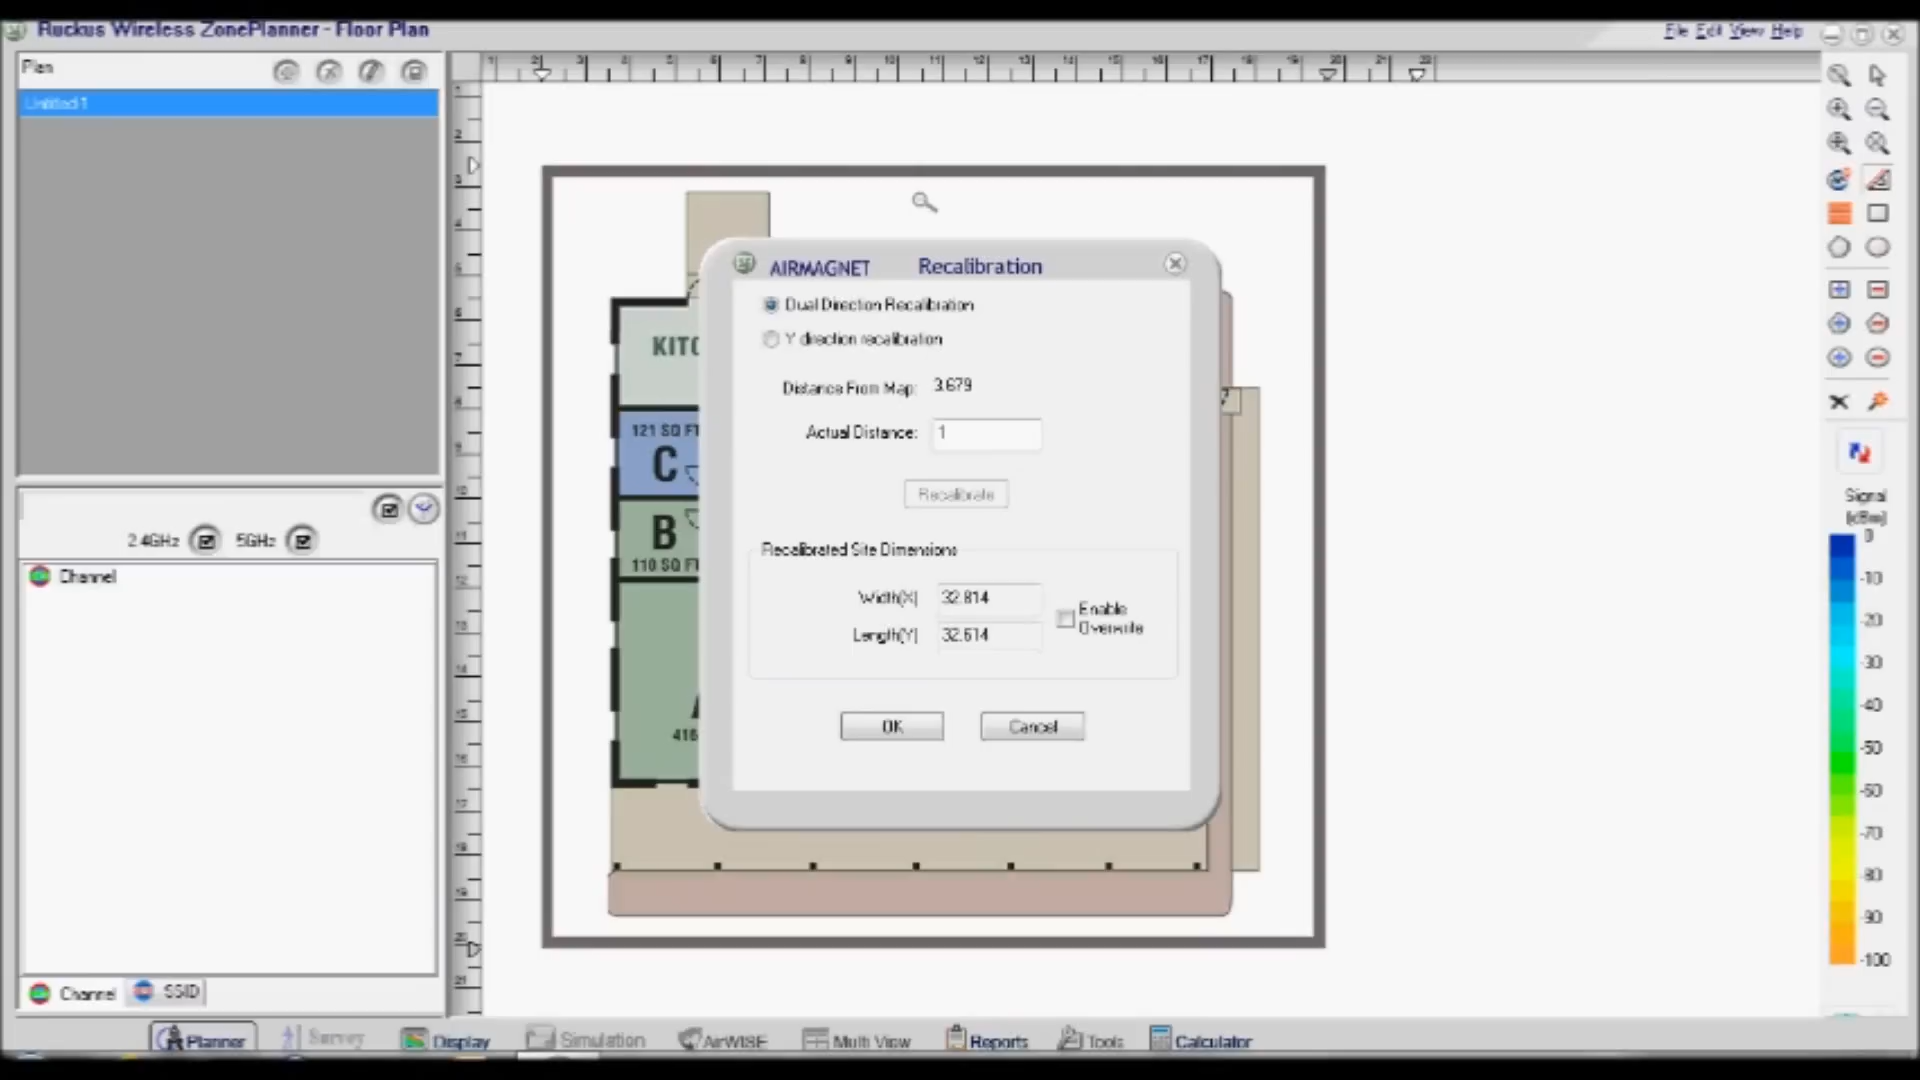 Ruckus Wireless ZonePlanner - Floor Plan
File Edit View Help
Plan
Untitled 1
2.4GHz 5GHz
Channel
Channel SSID
KITC
121 SQ FT
C
B
110 SQ FT
416
AIRMAGNET Recalibration
Dual Direction Recalibration
Y direction recalibration
Distance From Map: 3.679
Actual Distance: 1
Recalibrate
Recalibrated Site Dimensions
Width(X) 32.814
Length(Y) 32.614
Enable
Overwrite
OK Cancel
Signal
(dBm)
0
-10
-20
-30
-40
-50
-60
-70
-80
-90
-100
Planner Survey Display Simulation AirWISE Multi View Reports Tools Calculator